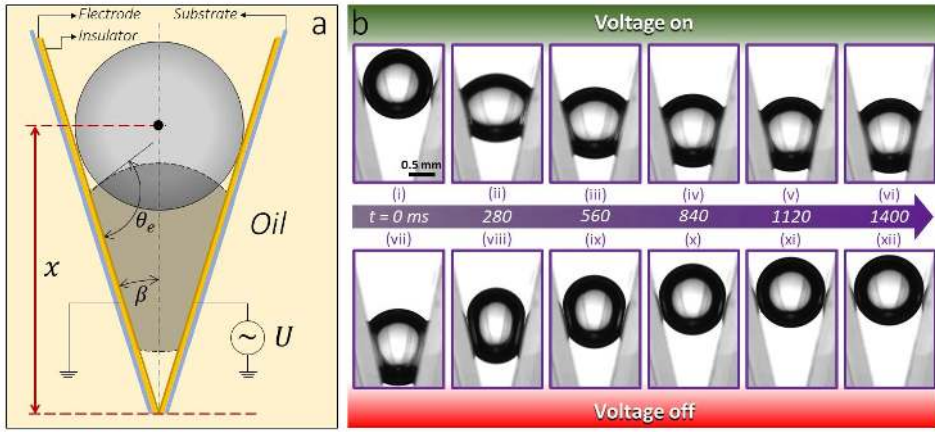 Electrode Substrate
Insulator
a
θe
Oil
x
β
U
~
b
Voltage on
0.5 mm
(i) (ii) (iii) (iv) (v) (vi)
t = 0 ms 280 560 840 1120 1400
(vii) (viii) (ix) (x) (xi) (xii)
Voltage off